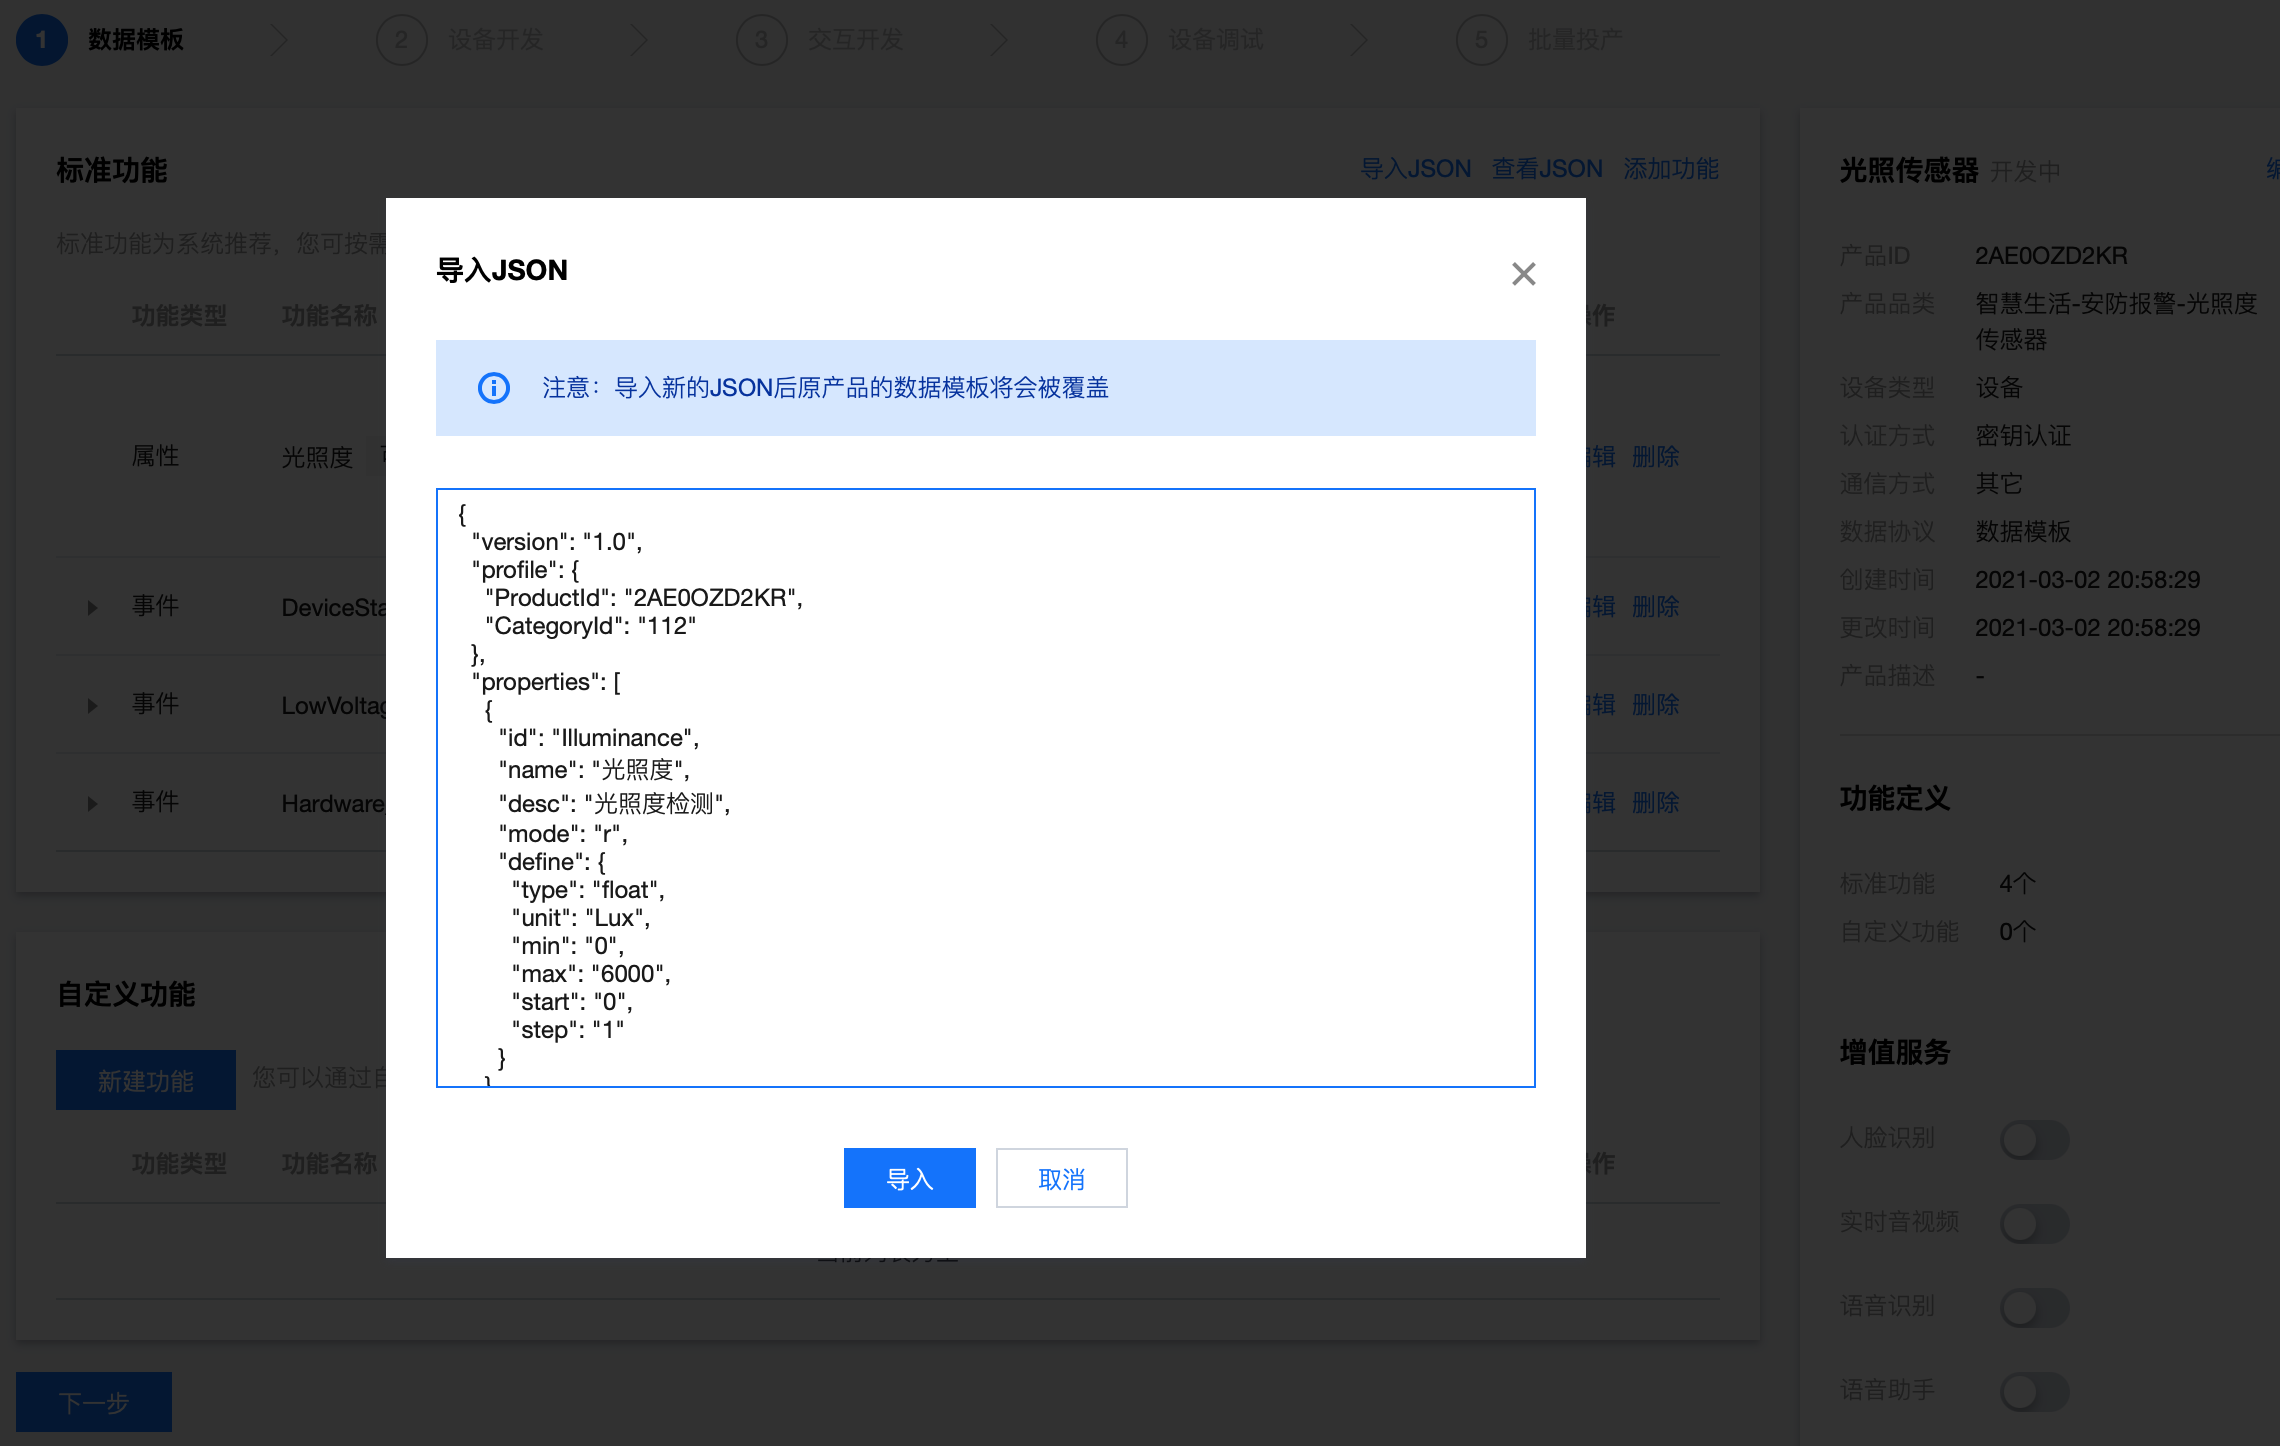 1 数据模板
2 设备开发
3 交互开发
4 设备调试
5 批量投产
标准功能
导入JSON 查看JSON 添加功能
标准功能为系统推荐，您可按需
功能类型 功能名称
属性 光照度
编辑 删除
事件 DeviceSta
编辑 删除
事件 LowVoltag
编辑 删除
事件 Hardware
编辑 删除
自定义功能
新建功能 您可以通过自
功能类型 功能名称
下一步
导入JSON
注意：导入新的JSON后原产品的数据模板将会被覆盖
{
"version": "1.0",
"profile": {
"ProductId": "2AE0OZD2KR",
"CategoryId": "112"
},
"properties": [
{
"id": "Illuminance",
"name": "光照度",
"desc": "光照度检测",
"mode": "r",
"define": {
"type": "float",
"unit": "Lux",
"min": "0",
"max": "6000",
"start": "0",
"step": "1"
}
}
导入 取消
光照传感器 开发中
产品ID 2AE0OZD2KR
产品品类 智慧生活-安防报警-光照度
传感器
设备类型 设备
认证方式 密钥认证
通信方式 其它
数据协议 数据模板
创建时间 2021-03-02 20:58:29
更改时间 2021-03-02 20:58:29
产品描述 -
功能定义
标准功能 4个
自定义功能 0个
增值服务
人脸识别
实时音视频
语音识别
语音助手